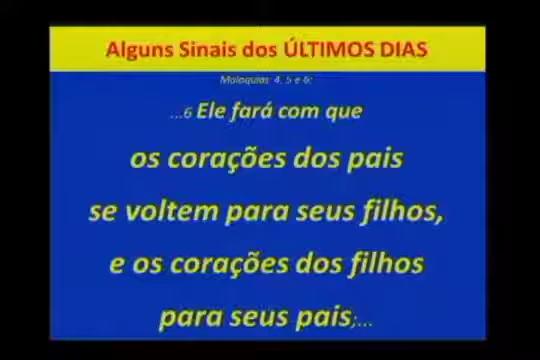 Alguns Sinais dos ÚLTIMOS DIAS
Malaquias 4, 5 e 6:
...6 Ele fará com que
os corações dos pais
se voltem para seus filhos,
e os corações dos filhos
para seus pais;...